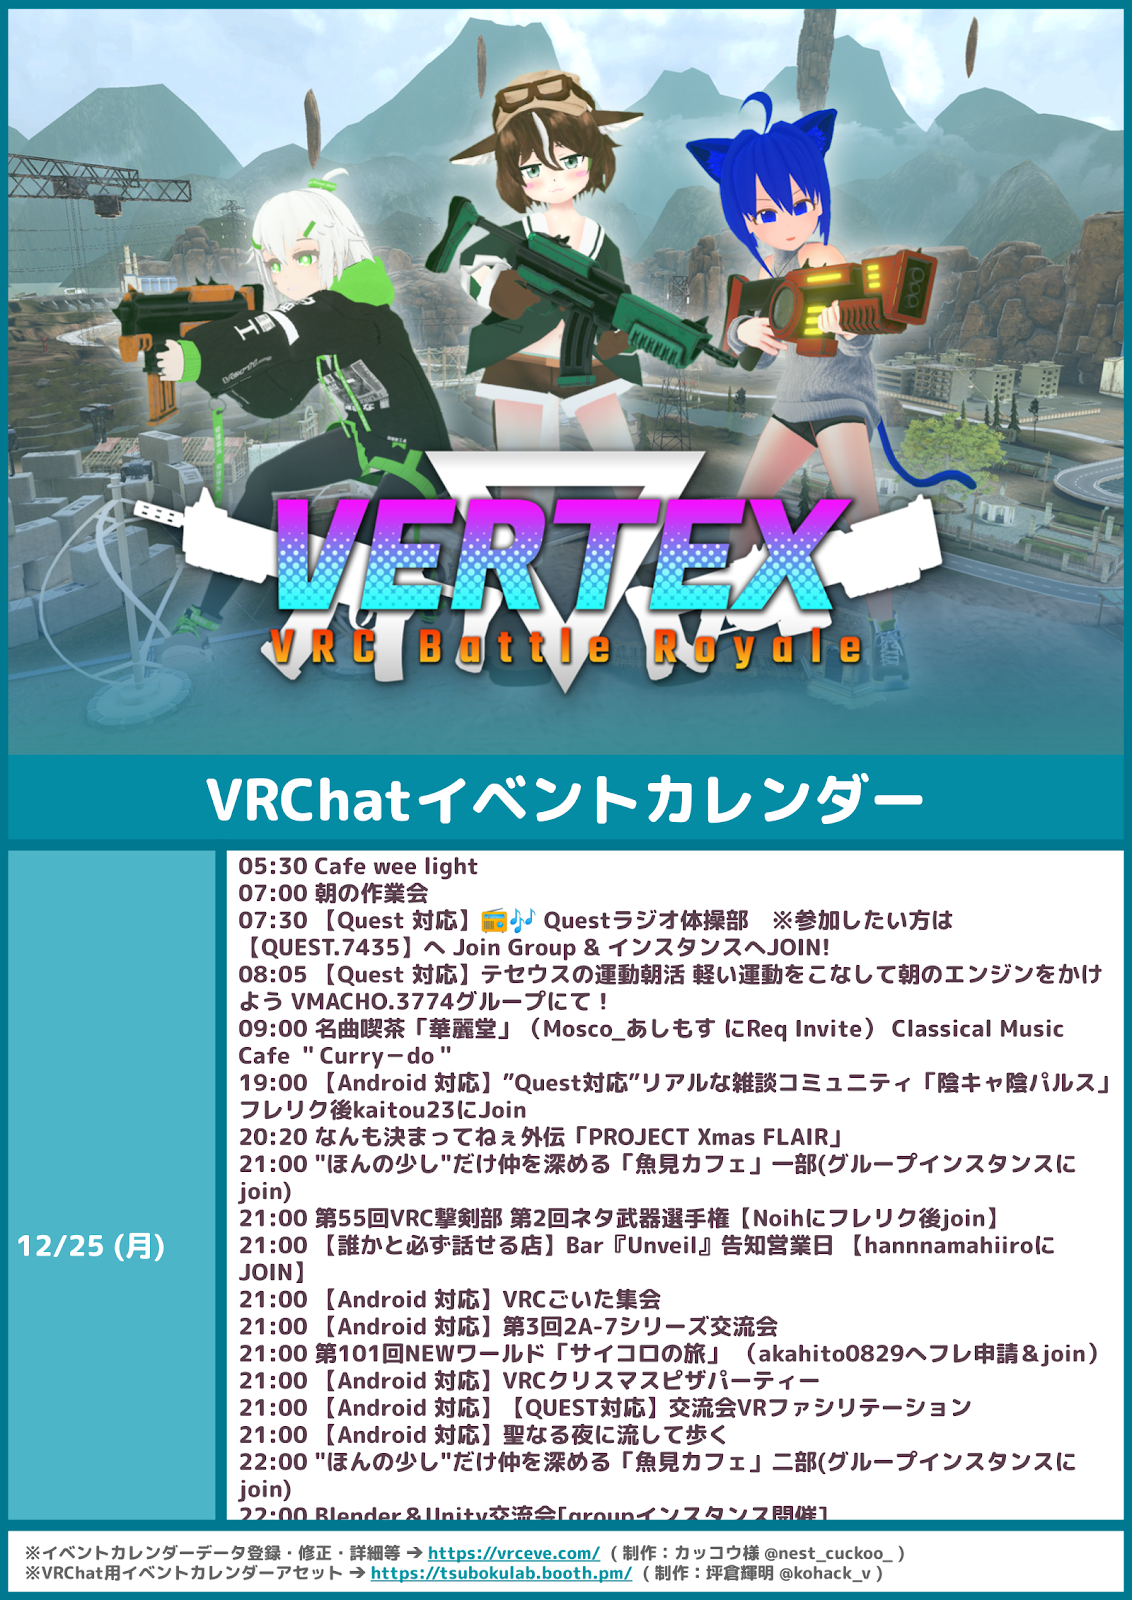 VERTEX
VRC Battle Royale
VRChatイベントカレンダー
12/25 (月)
05:30 Cafe wee light
07:00 朝の作業会
07:30 【Quest 対応】📻🎶 Questラジオ体操部　※参加したい方は
【QUEST.7435】へ Join Group & インスタンスへJOIN!
08:05 【Quest 対応】テセウスの運動朝活 軽い運動をこなして朝のエンジンをかけ
よう VMACHO.3774グループにて！
09:00 名曲喫茶「華麗堂」（Mosco_あしもす にReq Invite） Classical Music
Cafe ＂Curry－do＂
19:00 【Android 対応】”Quest対応”リアルな雑談コミュニティ「陰キャ陰パルス」
フレリク後kaitou23にJoin
20:20 なんも決まってねぇ外伝「PROJECT Xmas FLAIR」
21:00 "ほんの少し"だけ仲を深める「魚見カフェ」一部(グループインスタンスに
join)
21:00 第55回VRC撃剣部 第2回ネタ武器選手権【Noihにフレリク後join】
21:00 【誰かと必ず話せる店】Bar『Unveil』告知営業日 【hannnamahiiroに
JOIN】
21:00 【Android 対応】VRCごいた集会
21:00 【Android 対応】第3回2A-7シリーズ交流会
21:00 第101回NEWワールド「サイコロの旅」 （akahito0829へフレ申請＆join）
21:00 【Android 対応】VRCクリスマスピザパーティー
21:00 【Android 対応】【QUEST対応】交流会VRファシリテーション
21:00 【Android 対応】聖なる夜に流して歩く
22:00 "ほんの少し"だけ仲を深める「魚見カフェ」二部(グループインスタンスに
join)
22:00 Blender＆Unity交流会[groupインスタンス開催]
※イベントカレンダーデータ登録・修正・詳細等 ➔ https://vrceve.com/ ( 制作：カッコウ様 @nest_cuckoo_ )
※VRChat用イベントカレンダーアセット ➔ https://tsubokulab.booth.pm/ ( 制作：坪倉輝明 @kohack_v )